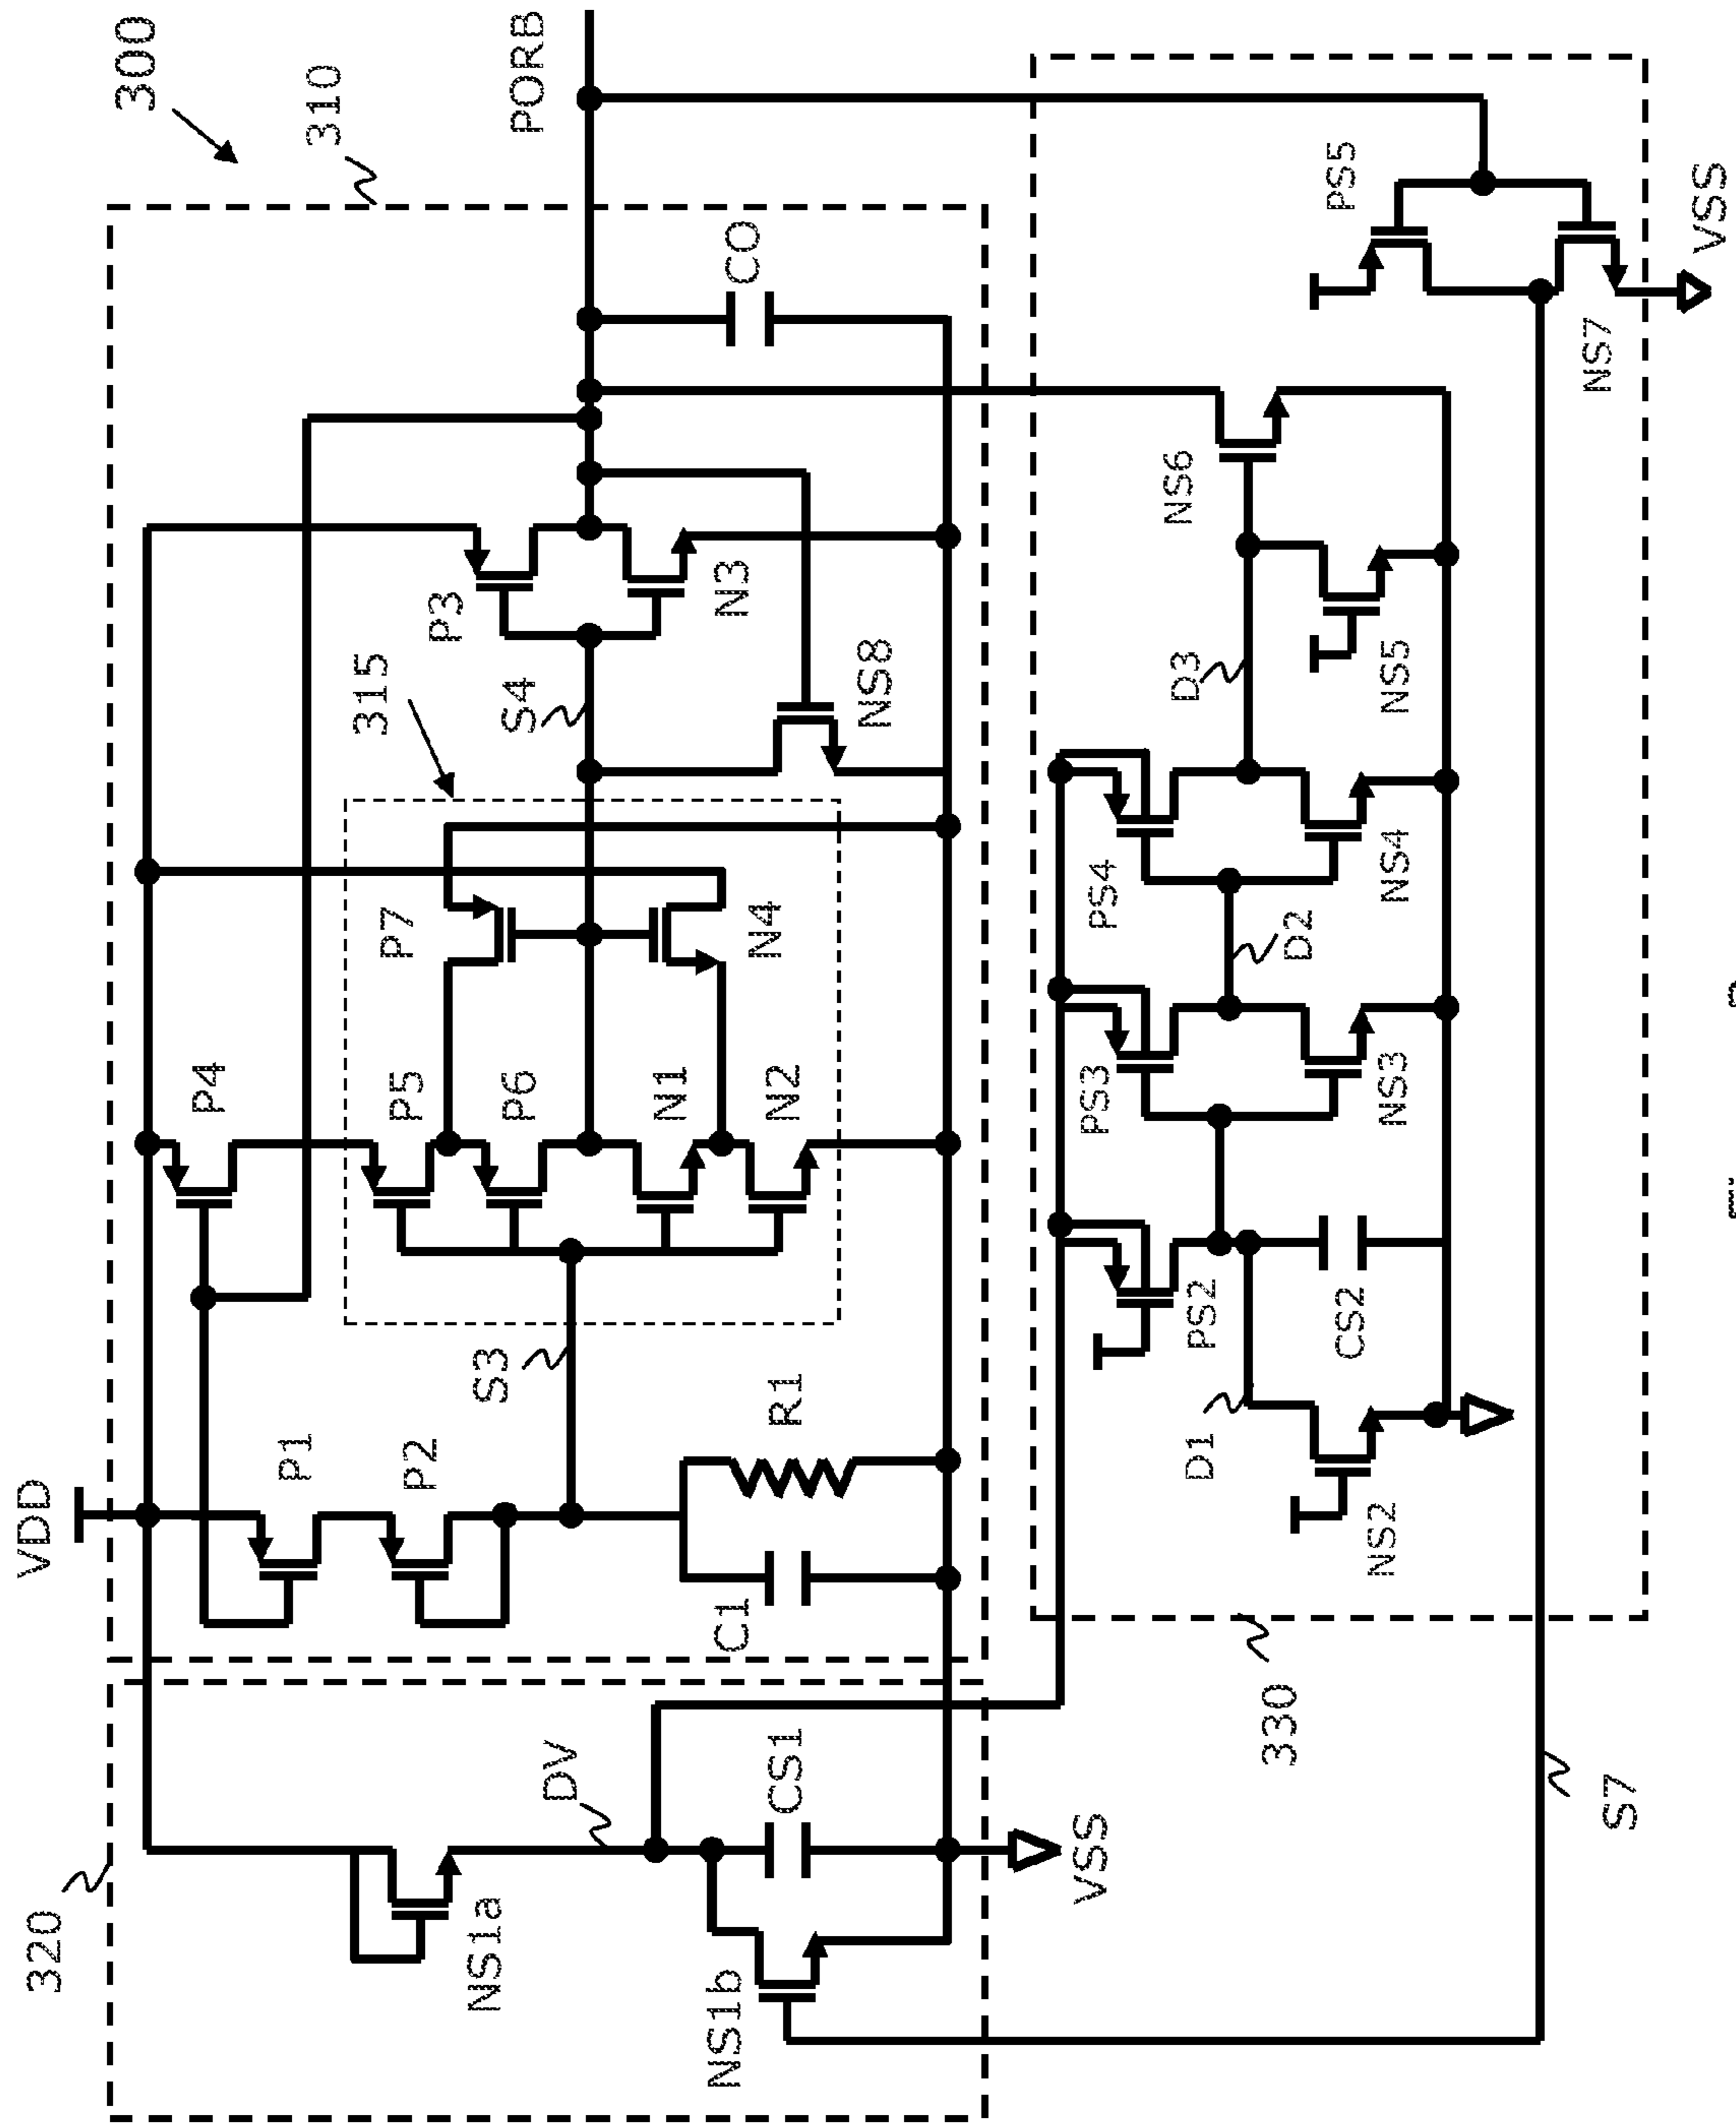 300
310
PORB
VDD
P4
P1
P2
P5
P6
P7
315
P3
S3
S4
N1
N2
N4
N3
NS8
C1
R1
CO
320
NS1a
DV
CS1
NS1b
VSS
330
PS2
PS3
PS4
PS5
D1
D2
D3
NS2
CS2
NS3
NS4
NS5
NS6
NS7
VSS
S7